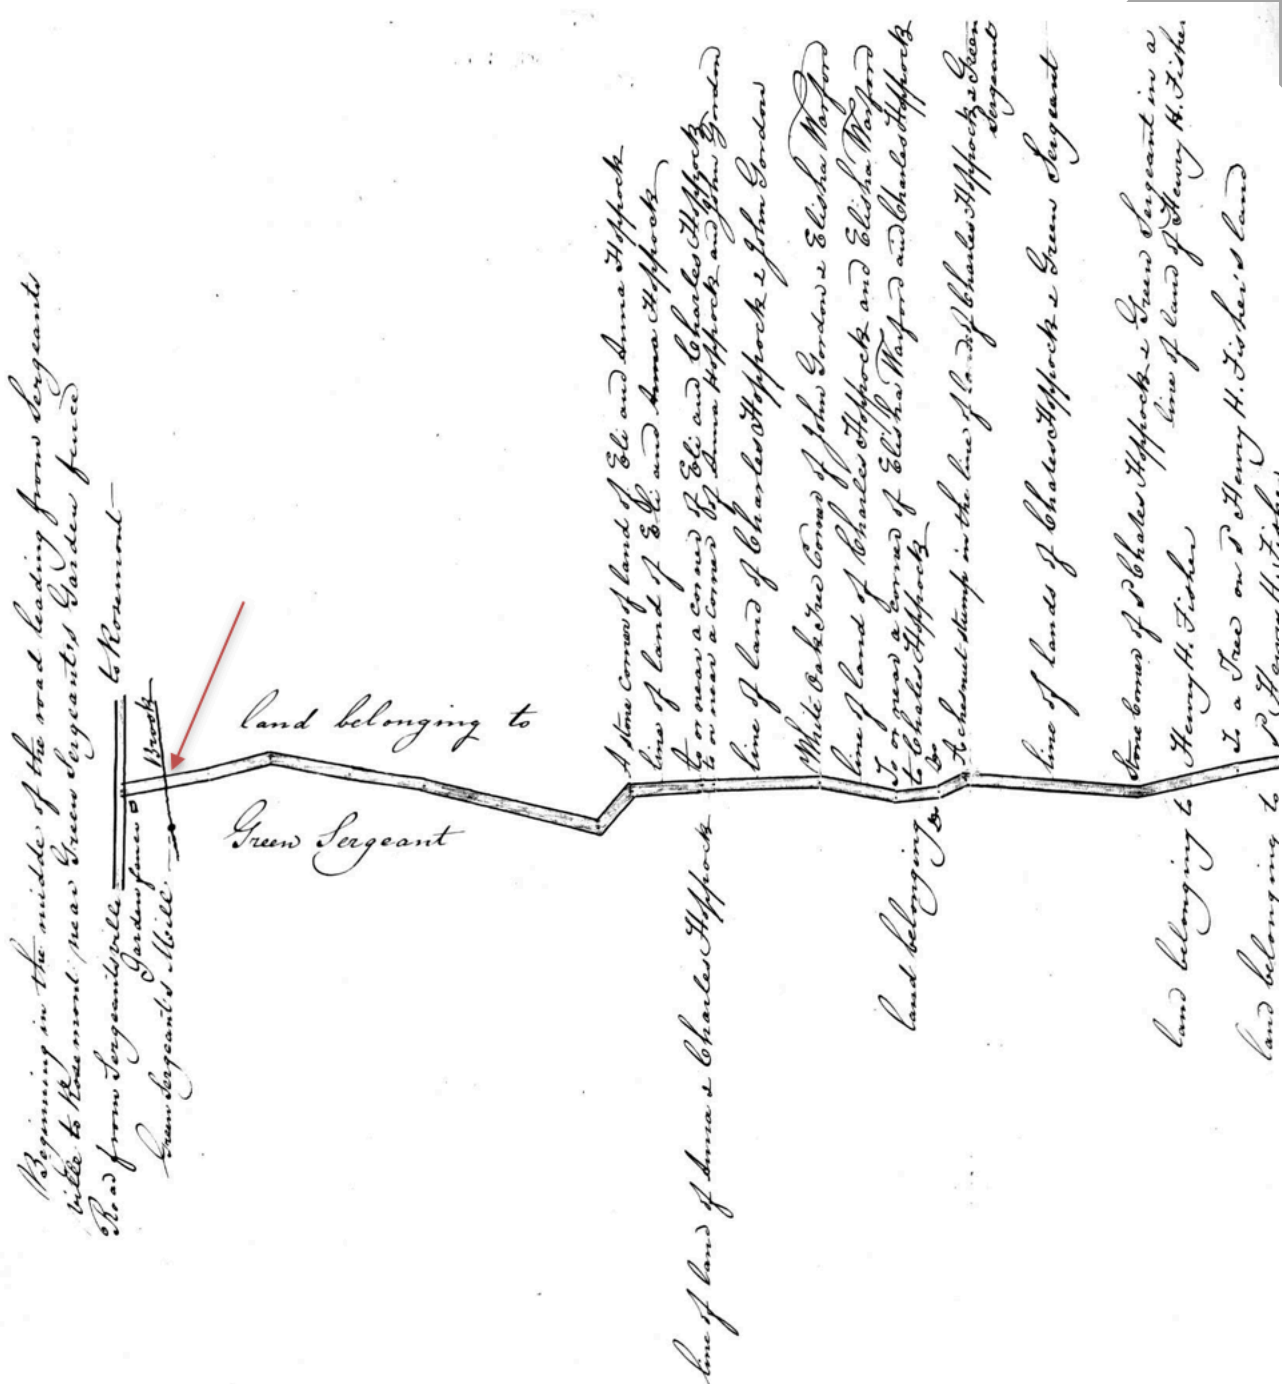 Beginning in the midde of the road leading from Sergeants
ville to Rosemont near Green Sergeant,s Garden fence
Road from Sergeantsville
to Rosemont
Garden fence
Brook
Green Sergeant,s Mill
land belonging to
Green Sergeant
A stone corner of land of Eli and Anna Hoppock
line of land of Eli and Anna Hoppock
To or near a corner of Eli and Charles Hoppock
to or near a corner of Anna Hoppock and John Gordon
line of land of Anna & Charles Hoppock
line of land of Charles Hoppock & John Gordon
White Oak Tree Corner of John Gordon & Elisha Warford
line of land of Charles Hoppock and Elisha Warford
To or near a corner of Elisha Warford and Charles Hoppock
land belonging
to Charles Hoppock
Do
Do
A chesnut stump in the line of land of Charles Hoppock & Green
Sergeant
line of lands of Charles Hoppock & Green Sergeant
Stone Corner of Charles Hoppock & Green Sergeant in a
line of land of Henry H. Fisher
land belonging to
Henry H. Fisher
To a Tree on Henry H. Fisher's land
land belonging to
Henry H. Fisher